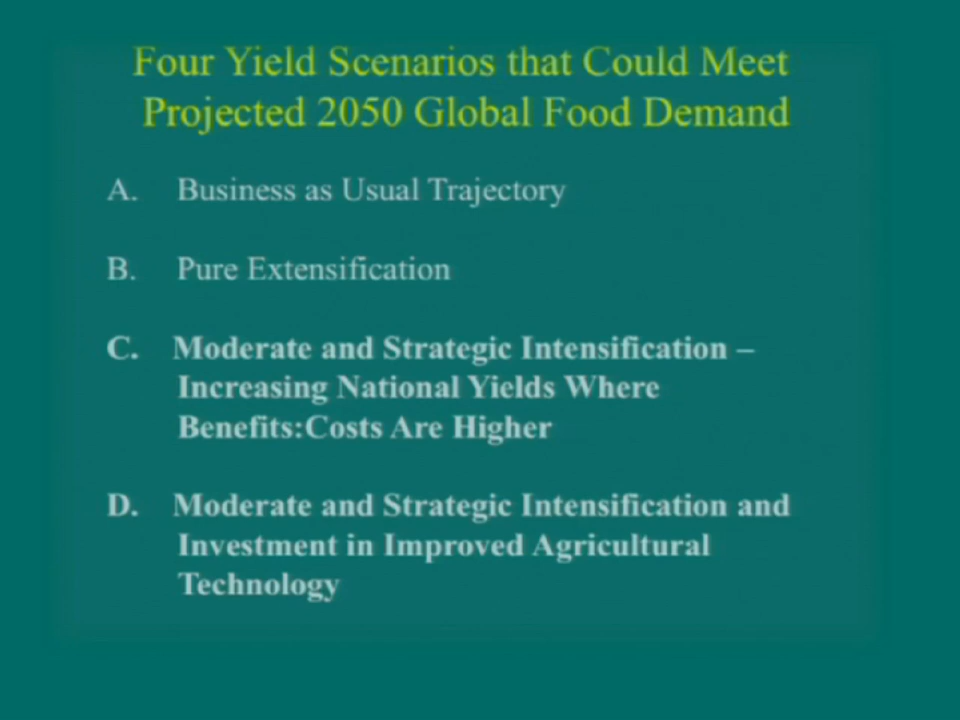 Four Yield Scenarios that Could Meet
Projected 2050 Global Food Demand
A. Business as Usual Trajectory
B. Pure Extensification
C. Moderate and Strategic Intensification –
Increasing National Yields Where
Benefits:Costs Are Higher
D. Moderate and Strategic Intensification and
Investment in Improved Agricultural
Technology